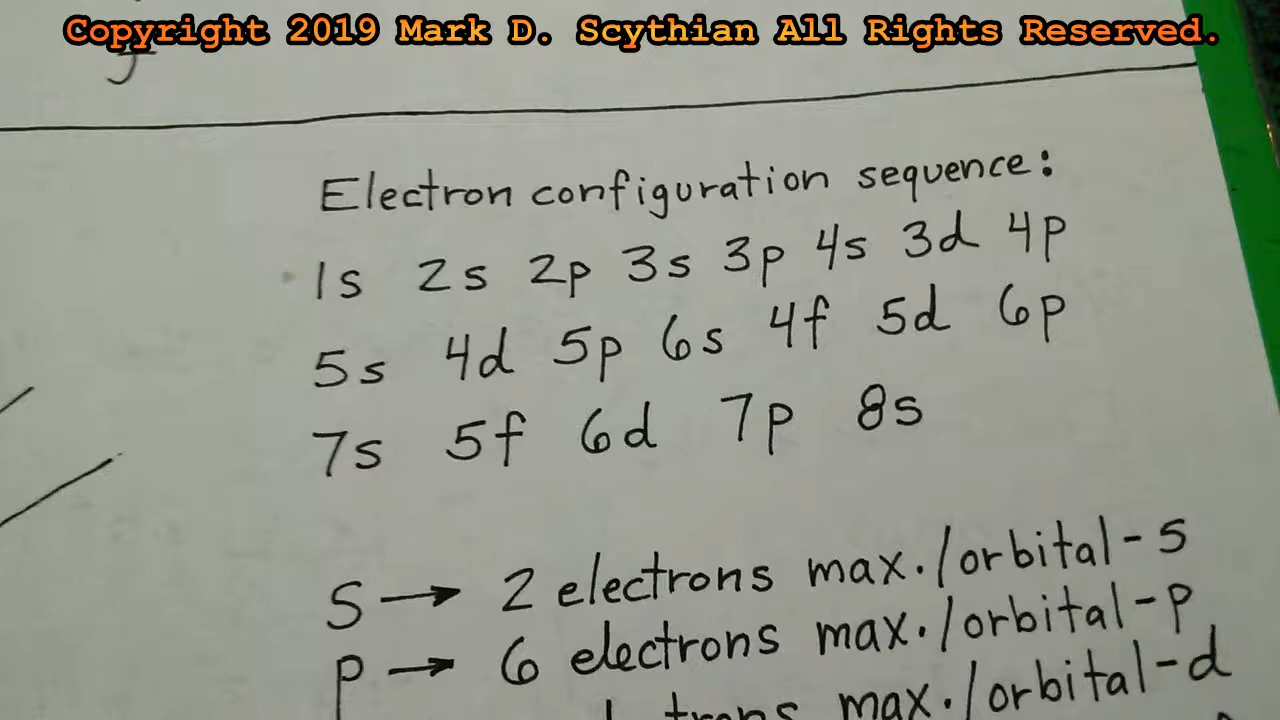 Copyright 2019 Mark D. Scythian All Rights Reserved.
Electron configuration sequence:
1s 2s 2p 3s 3p 4s 3d 4p
5s 4d 5p 6s 4f 5d 6p
7s 5f 6d 7p 8s
S → 2 electrons max./orbital-s
P → 6 electrons max./orbital-p
max./orbital-d